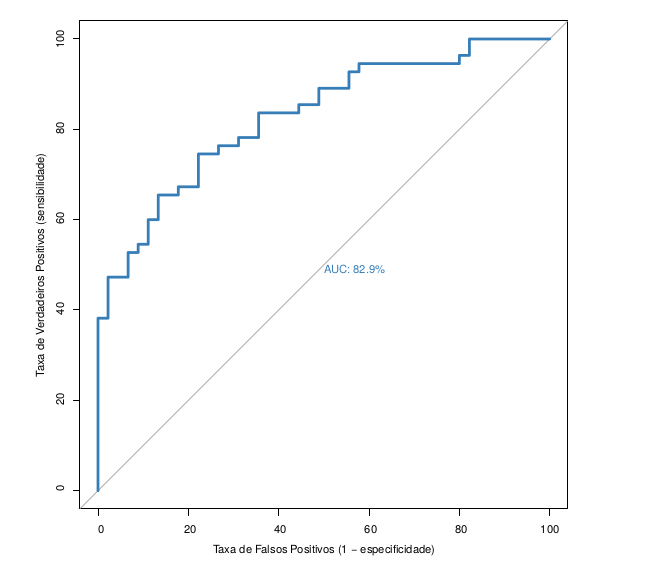 100
80
60
40
20
0
Taxa de Verdadeiros Positivos (sensibilidade)
AUC: 82.9%
0 20 40 60 80 100
Taxa de Falsos Positivos (1 − especificidade)